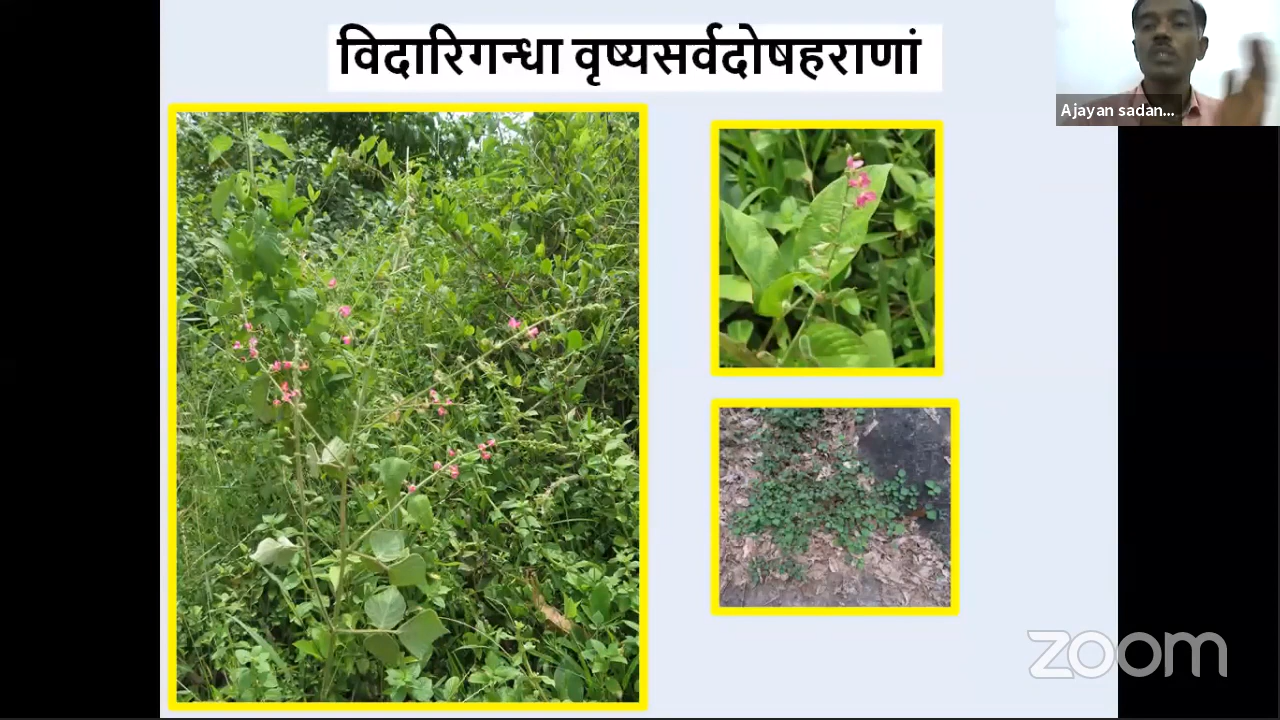 विदारिगन्धा वृष्यसर्वदोषहराणां
Ajayan sadan...
zoom